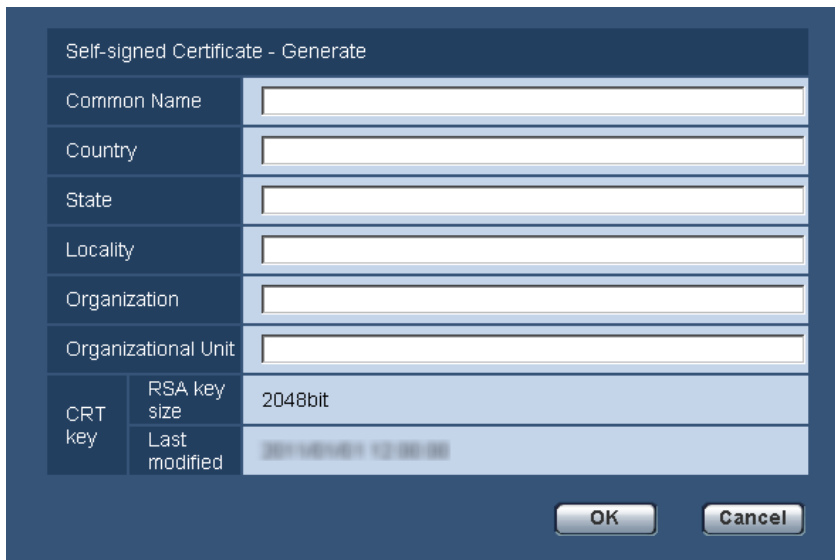 Self-signed Certificate - Generate
Common Name
Country
State
Locality
Organization
Organizational Unit
CRT key
RSA key size
2048bit
Last modified
OK
Cancel